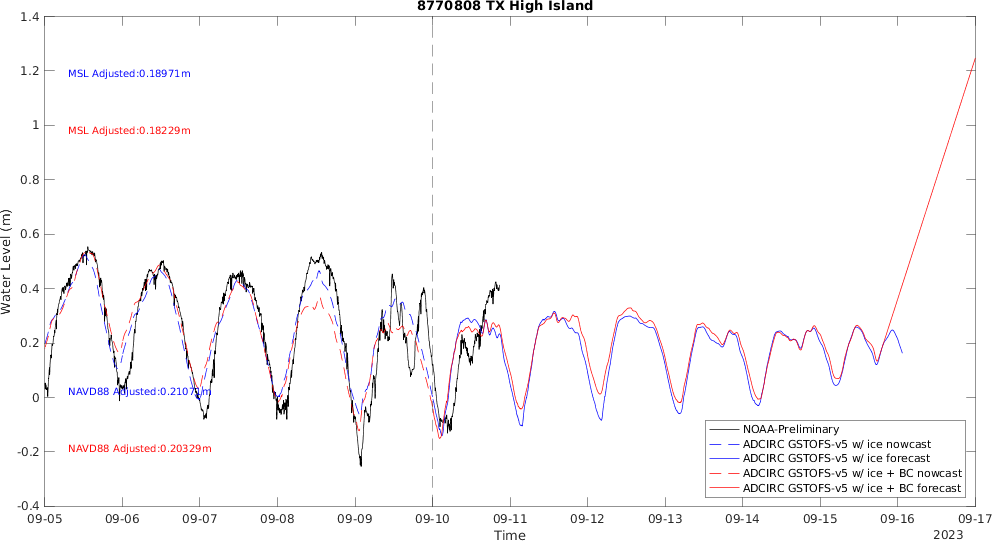 8770808 TX High Island
1.4
1.2
1
0.8
0.6
0.4
0.2
0
-0.2
-0.4
Water Level (m)
MSL Adjusted:0.18971m
MSL Adjusted:0.18229m
NAVD88 Adjusted:0.21071m
NAVD88 Adjusted:0.20329m
NOAA-Preliminary
ADCIRC GSTOFS-v5 w/ ice nowcast
ADCIRC GSTOFS-v5 w/ ice forecast
ADCIRC GSTOFS-v5 w/ ice + BC nowcast
ADCIRC GSTOFS-v5 w/ ice + BC forecast
09-05 09-06 09-07 09-08 09-09 09-10 09-11 09-12 09-13 09-14 09-15 09-16 09-17
Time
2023